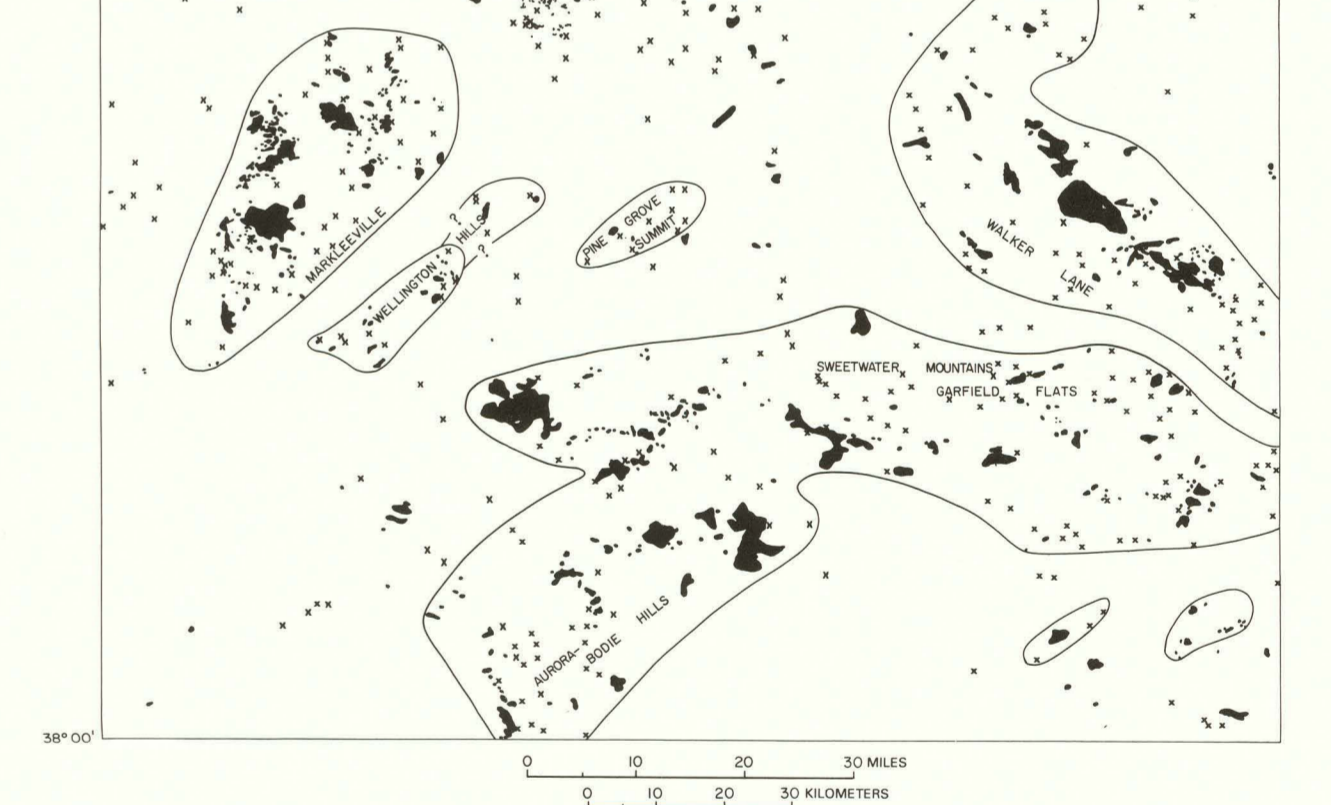 MARKLEEVILLE
?
HILLS
?
WELLINGTON
PINE GROVE
SUMMIT
WALKER
LANE
SWEETWATER MOUNTAINS
GARFIELD FLATS
AURORA-
BODIE HILLS
38° 00'
0 10 20 30 MILES
0 10 20 30 KILOMETERS